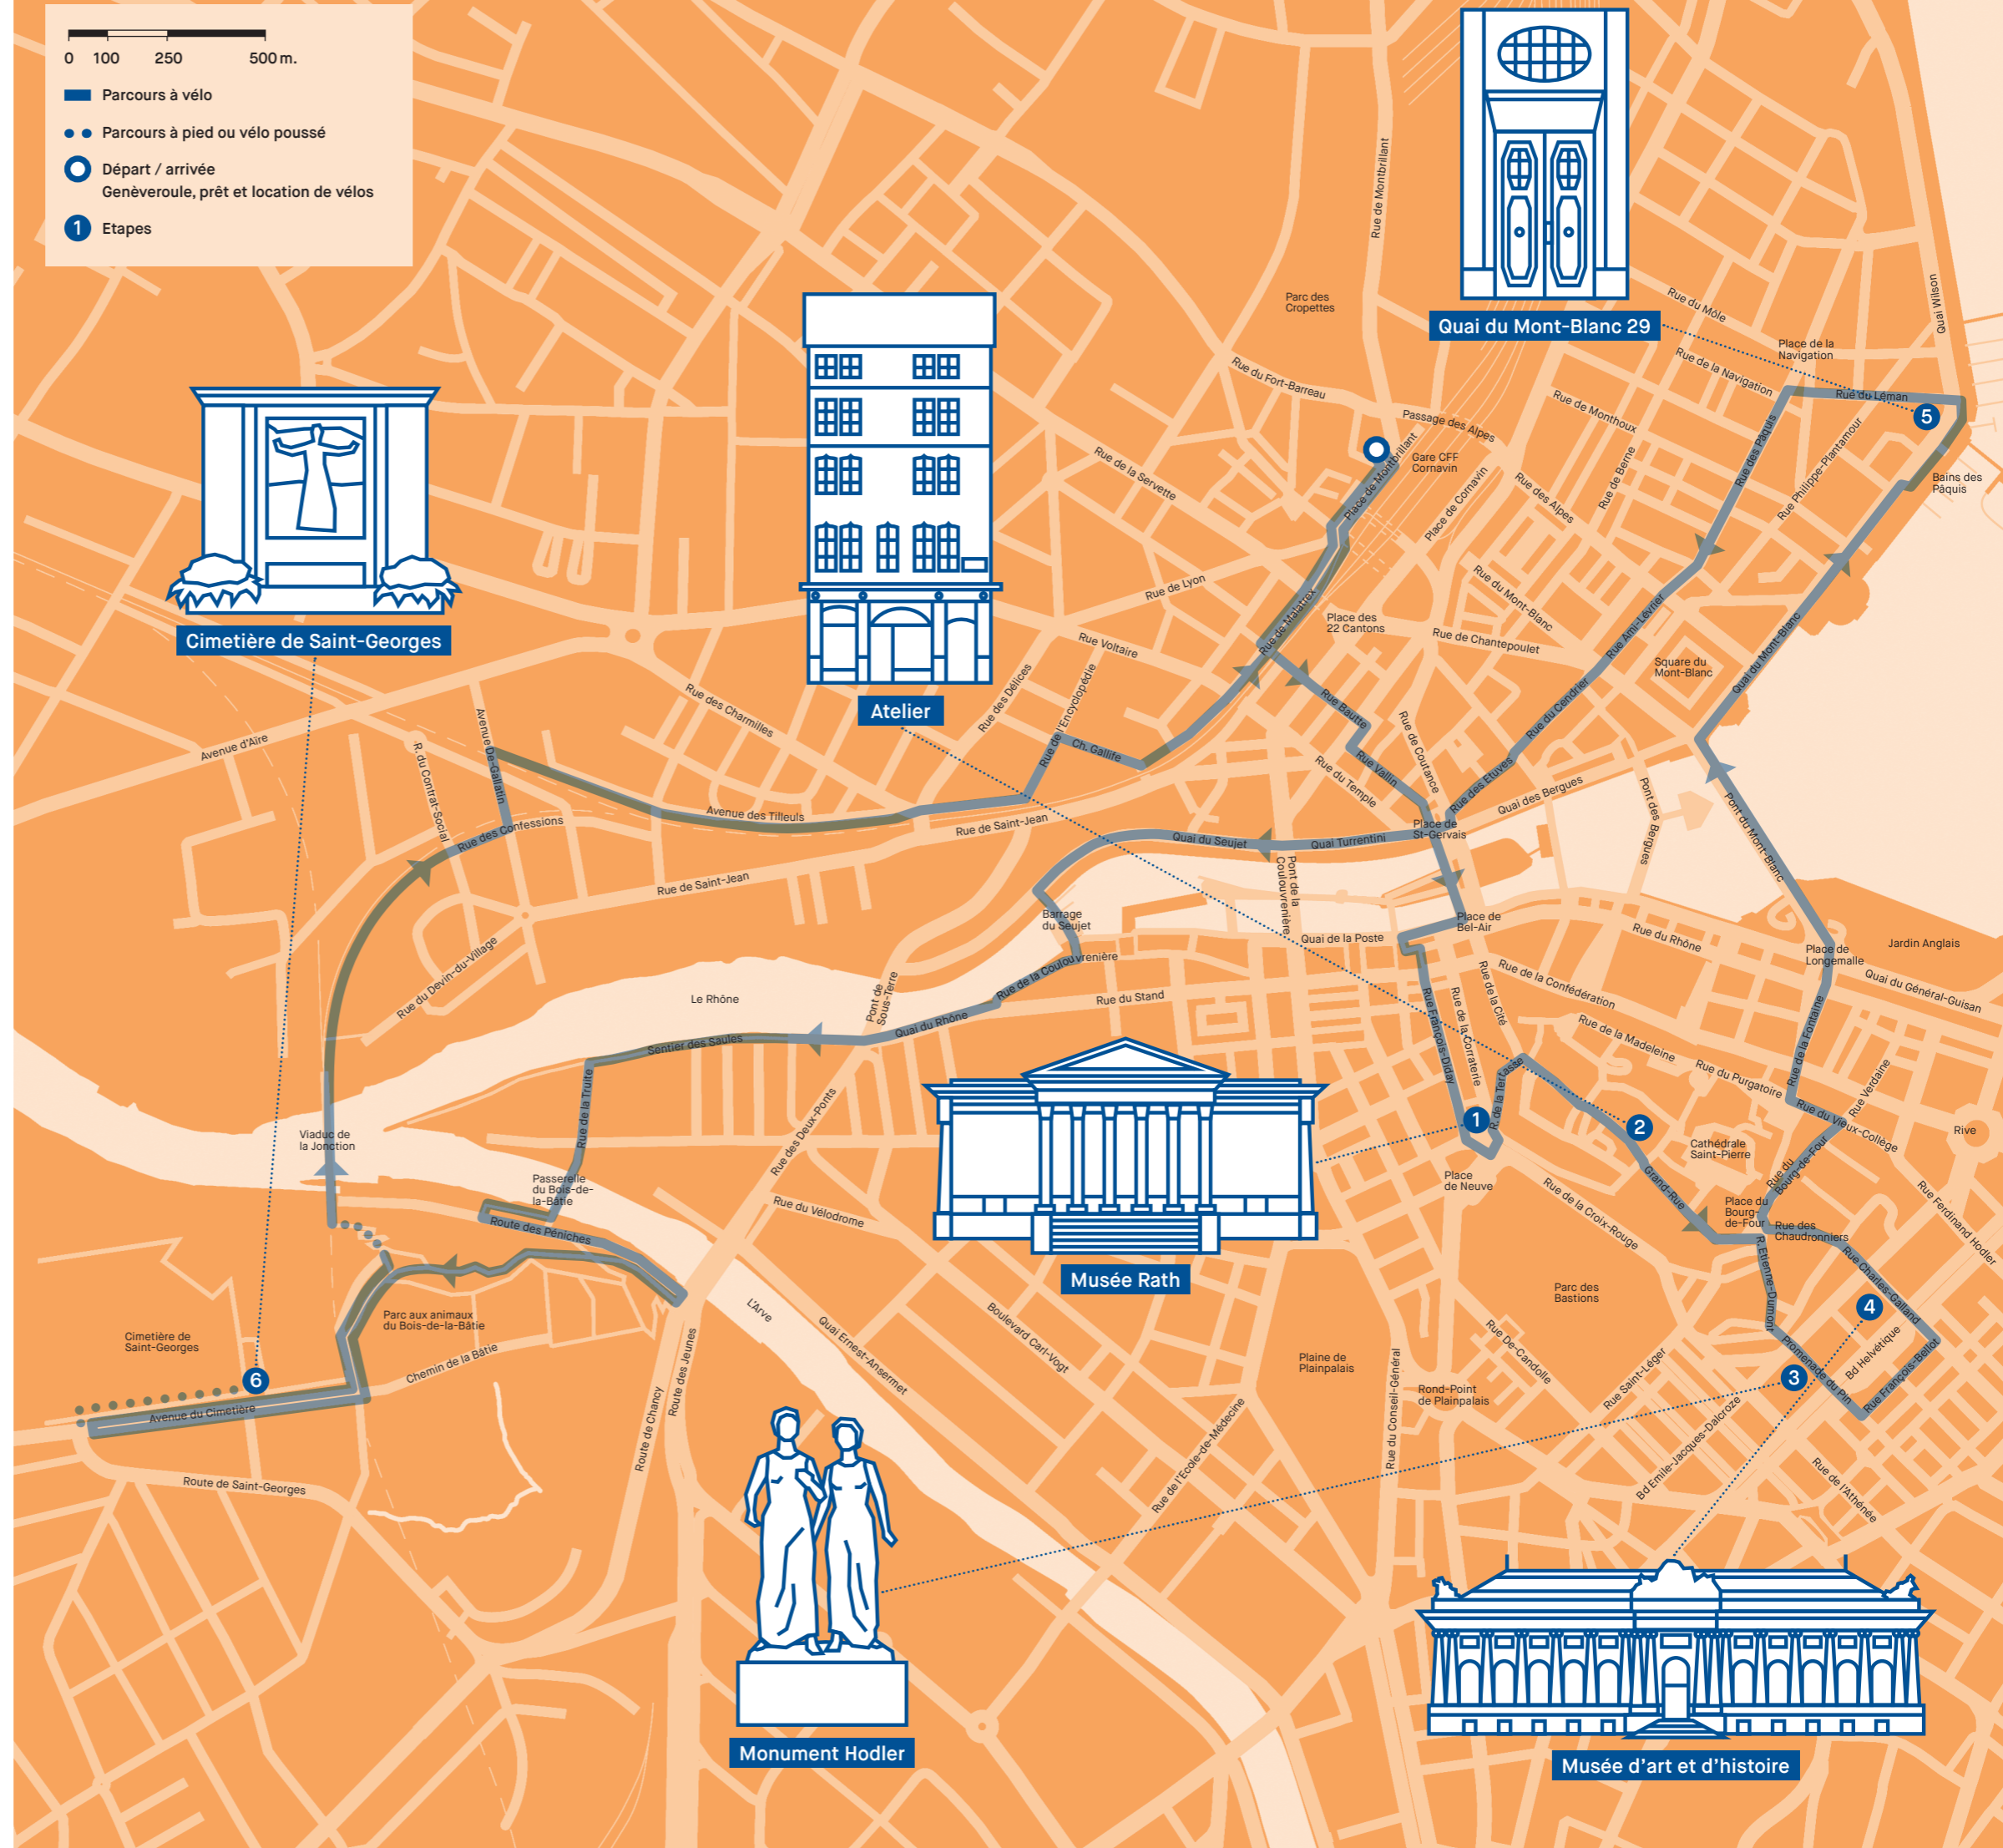 0 100 250 500 m.
Parcours à vélo
Parcours à pied ou vélo poussé
Départ / arrivée
Genèveroule, prêt et location de vélos
1 Etapes
Rue de Montbrillant
Parc des
Cropettes
Quai du Mont-Blanc 29
Rue du Môle
Quai Wilson
Place de la
Navigation
Rue de la Navigation
Rue du Fort-Barreau
Rue de Monthoux
Rue du Léman
5
Passage des Alpes
Place de Montbrillant
Gare CFF
Cornavin
Rue des Pâquis
Rue Philippe-Plantamour
Rue de Berne
Bains des
Pâquis
Rue de la Servette
Place de Cornavin
Rue des Alpes
Rue de Lyon
Rue de Malatrex
Rue du Mont-Blanc
Place des
22 Cantons
Rue de Chantepoulet
Rue Ami-Lévrier
Square du
Mont-Blanc
Quai du Mont-Blanc
Cimetière de Saint-Georges
Atelier
Rue Voltaire
Rue des Délices
Rue de l'Encyclopédie
Rue des Charmilles
Rue Bautte
Rue du Cendrier
Avenue d'Aïre
Avenue De-Gallatin
R. du Contrat-Social
Ch. Gallife
Rue Vallin
Rue de Coutance
Rue du Temple
Rue des Etuves
Quai des Bergues
Pont des Bergues
Pont du Mont-Blanc
Rue des Confessions
Avenue des Tilleuls
Rue de Saint-Jean
Quai du Seujet
Quai Turrentini
Place de
St-Gervais
Rue de Saint-Jean
Pont de la
Coulouvrenière
Barrage
du Seujet
Place de
Bel-Air
Quai de la Poste
Rue du Rhône
Place de
Longemalle
Jardin Anglais
Quai du Général-Guisan
Rue du Devin-du-Village
Le Rhône
Pont de
Sous-Terre
Rue de la Coulouvrenière
Rue du Stand
Quai du Rhône
Sentier des Saules
Rue François-Diday
Rue de la Corraterie
Rue de la Cité
Rue de la Confédération
Rue de la Madeleine
Rue du Purgatoire
Rue de la Fontaine
Rue Verdaine
Rue du Vieux-Collège
Rive
R. de la Tertasse
1
2
Viaduc de
la Jonction
Rue de la Truite
Rue des Deux-Ponts
Place
de Neuve
Cathédrale
Saint-Pierre
Grand-Rue
Rue du
Bourg-de-Four
Place du
Bourg-
de-Four
Rue des
Chaudronniers
Rue Ferdinand Hodler
Passerelle
du Bois-de-
la-Bâtie
Route des Péniches
Rue du Vélodrome
Musée Rath
Rue de la Croix-Rouge
R. Etienne-Dumont
Rue Charles-Galland
Parc des
Bastions
4
Parc aux animaux
du Bois-de-la-Bâtie
Cimetière de
Saint-Georges
6
Chemin de la Bâtie
Avenue du Cimetière
L'Arve
Quai Ernest-Ansermet
Boulevard Carl-Vogt
Plaine de
Plainpalais
Rue De-Candolle
Rue Saint-Léger
Promenade du Pin
Bd Helvétique
Rue François-Bellot
3
Route des Jeunes
Route de Chancy
Rue du Conseil-Général
Rond-Point
de Plainpalais
Rue de l'Ecole-de-Médecine
Bd Emile-Jacques-Dalcroze
Rue de l'Athénée
Route de Saint-Georges
Monument Hodler
Musée d'art et d'histoire